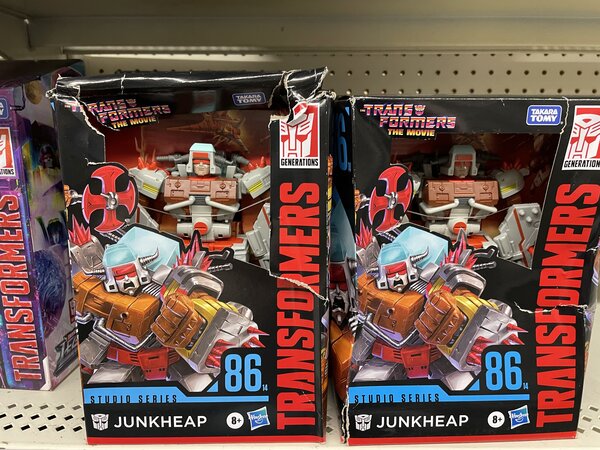 TRANSFORMERS
TRANSFORMERS
THE MOVIE
TAKARA
TOMY
GENERATIONS
TRANSFORMERS
86
14
STUDIO SERIES
JUNKHEAP
8+
Hasbro
TRANSFORMERS
THE MOVIE
TAKARA
TOMY
GENERATIONS
TRANSFORMERS
86
14
STUDIO SERIES
JUNKHEAP
8+
Hasbro